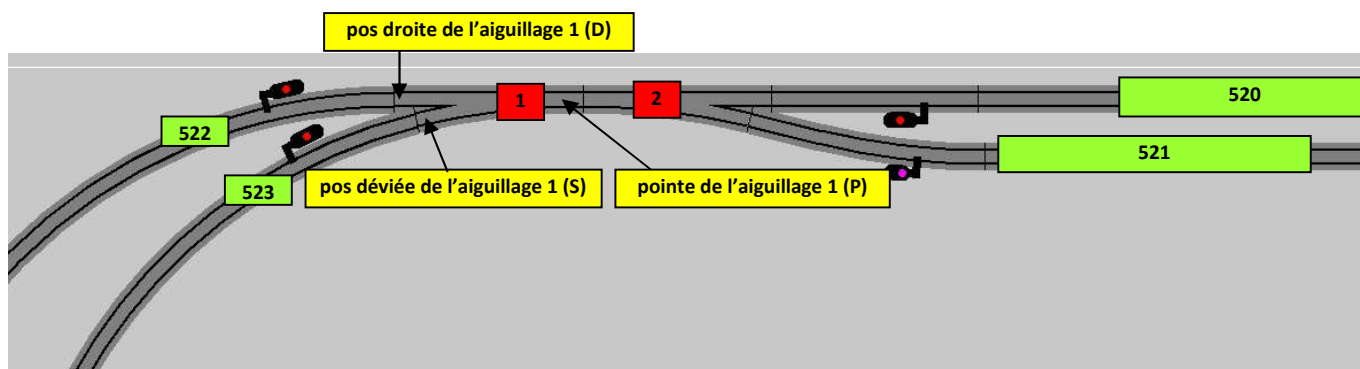 pos droite de l'aiguillage 1 (D)
1
2
520
522
521
523
pos déviée de l'aiguillage 1 (S)
pointe de l'aiguillage 1 (P)